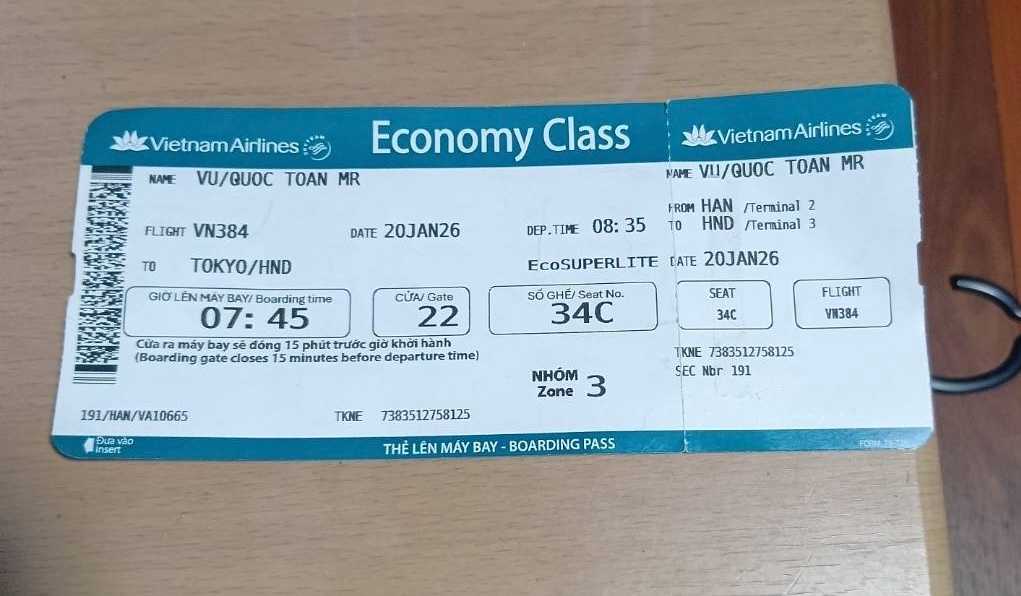 VietnamAirlines
Economy Class
VietnamAirlines
NAME VU/QUOC TOAN MR
NAME VU/QUOC TOAN MR
FROM HAN /Terminal 2
TO HND /Terminal 3
FLIGHT VN384 DATE 20JAN26 DEP.TIME 08:35
TO TOKYO/HND EcoSUPERLITE DATE 20JAN26
GIỜ LÊN MÁY BAY/ Boarding time
07: 45
CỬA/ Gate
22
SỐ GHẾ/ Seat No.
34C
SEAT
34C
FLIGHT
VN384
Cửa ra máy bay sẽ đóng 15 phút trước giờ khởi hành
(Boarding gate closes 15 minutes before departure time)
NHÓM
Zone 3
TKNE 7383512758125
SEC Nbr 191
191/HAN/VA10665 TKNE 7383512758125
Đưa vào
insert
THẺ LÊN MÁY BAY - BOARDING PASS